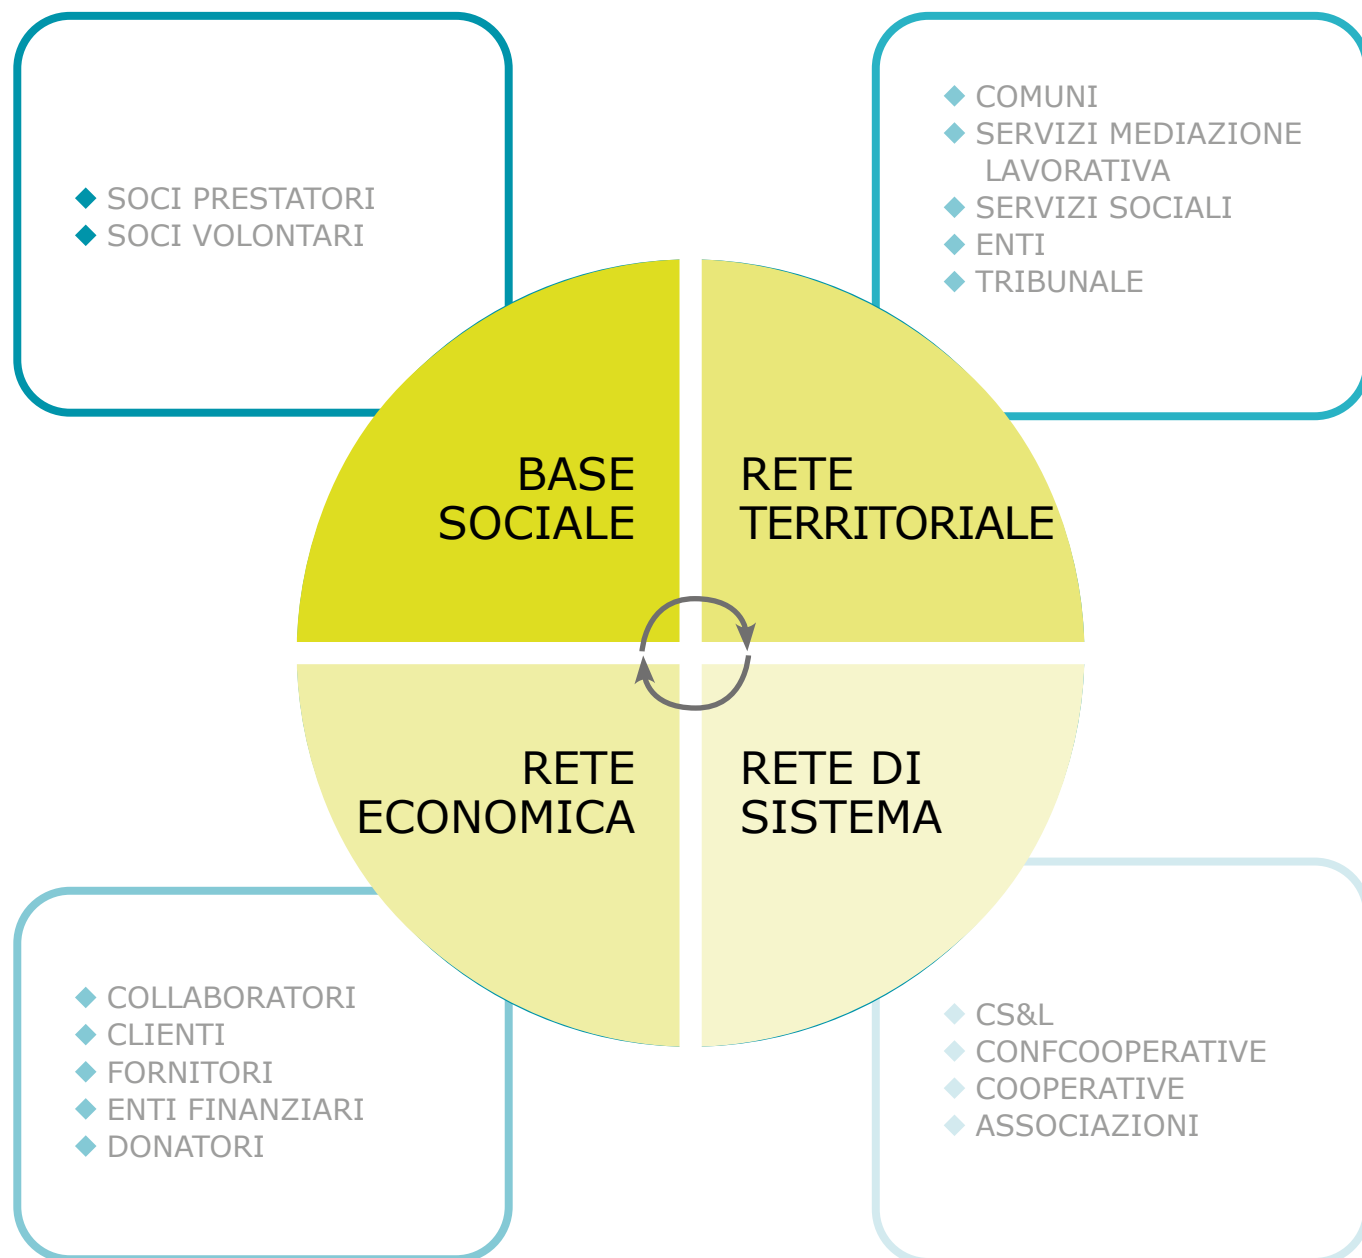 SOCI PRESTATORI
SOCI VOLONTARI
COMUNI
SERVIZI MEDIAZIONE
LAVORATIVA
SERVIZI SOCIALI
ENTI
TRIBUNALE
BASE
SOCIALE
RETE
TERRITORIALE
RETE
ECONOMICA
RETE DI
SISTEMA
COLLABORATORI
CLIENTI
FORNITORI
ENTI FINANZIARI
DONATORI
CS&L
CONFCOOPERATIVE
COOPERATIVE
ASSOCIAZIONI